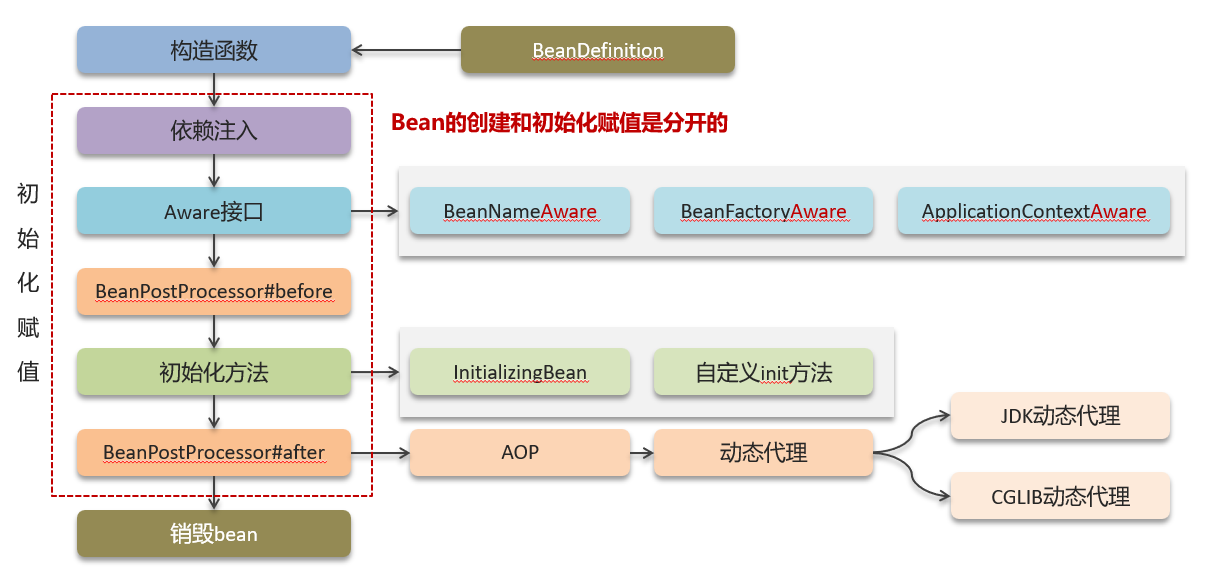 构造函数
BeanDefinition
Bean的创建和初始化赋值是分开的
初始化赋值
依赖注入
Aware接口
BeanNameAware
BeanFactoryAware
ApplicationContextAware
BeanPostProcessor#before
初始化方法
InitializingBean
自定义init方法
BeanPostProcessor#after
AOP
动态代理
JDK动态代理
CGLIB动态代理
销毁bean